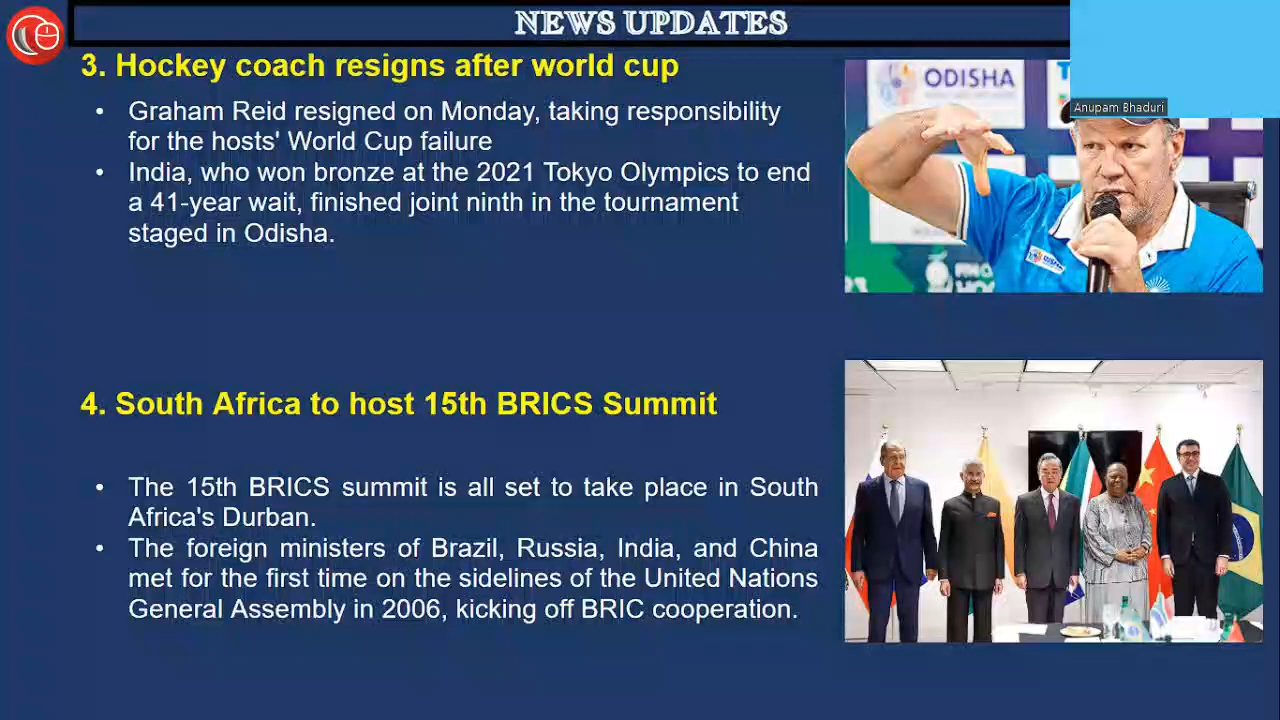 NEWS UPDATES
3. Hockey coach resigns after world cup
• Graham Reid resigned on Monday, taking responsibility
for the hosts' World Cup failure
• India, who won bronze at the 2021 Tokyo Olympics to end
a 41-year wait, finished joint ninth in the tournament
staged in Odisha.
ODISHA
Anupam Bhaduri
4. South Africa to host 15th BRICS Summit
• The 15th BRICS summit is all set to take place in South
Africa's Durban.
• The foreign ministers of Brazil, Russia, India, and China
met for the first time on the sidelines of the United Nations
General Assembly in 2006, kicking off BRIC cooperation.